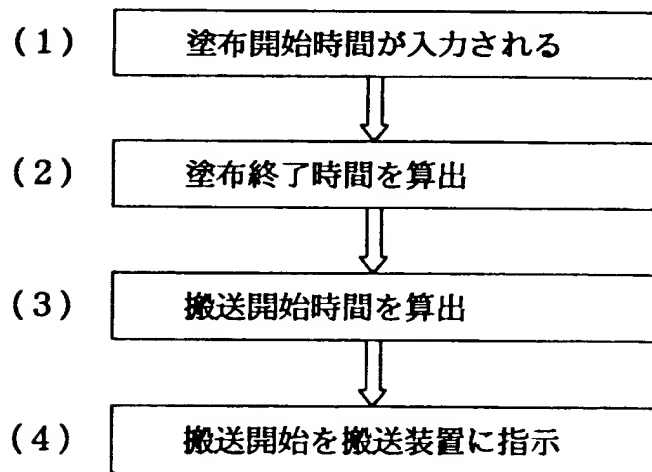 (1) 塗布開始時間が入力される
(2) 塗布終了時間を算出
(3) 搬送開始時間を算出
(4) 搬送開始を搬送装置に指示